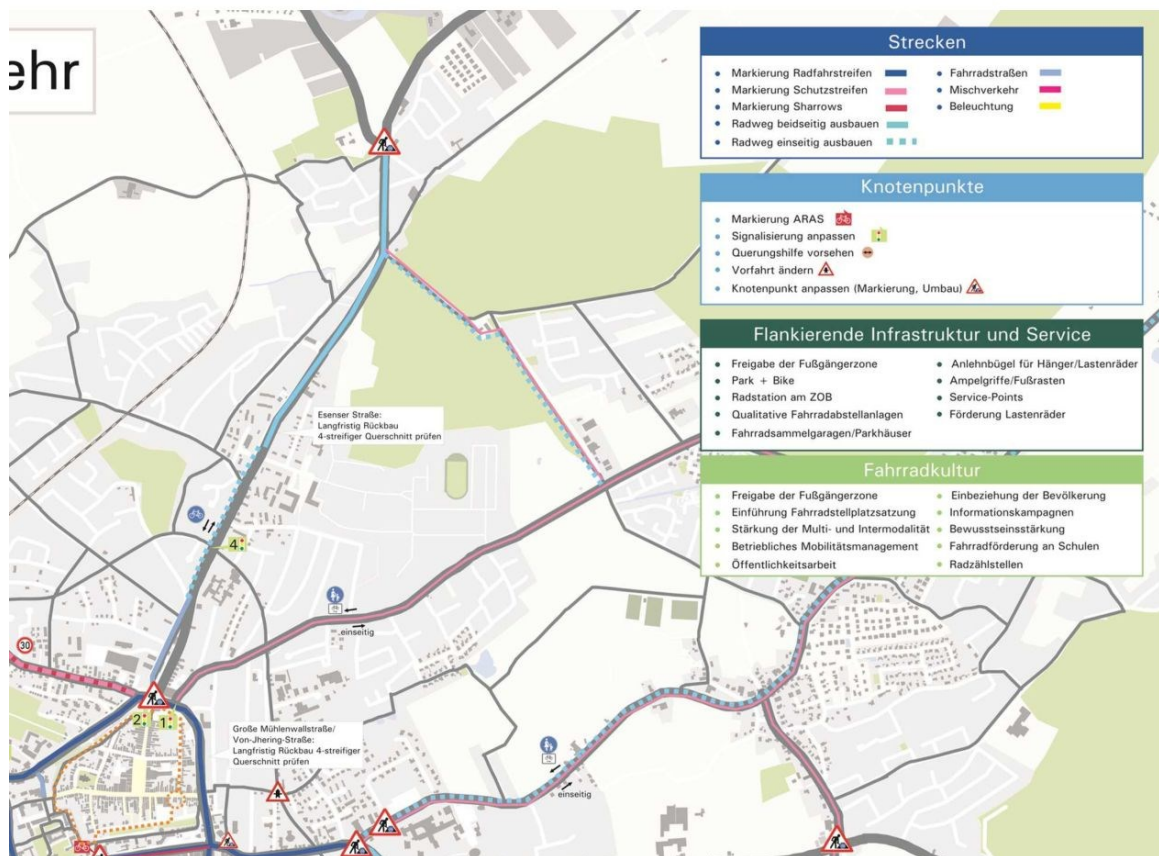 ehr
Strecken
Markierung Radfahrstreifen
Markierung Schutzstreifen
Markierung Sharrows
Radweg beidseitig ausbauen
Radweg einseitig ausbauen
Fahrradstraßen
Mischverkehr
Beleuchtung
Knotenpunkte
Markierung ARAS
Signalisierung anpassen
Querungshilfe vorsehen
Vorfahrt ändern
Knotenpunkt anpassen (Markierung, Umbau)
Flankierende Infrastruktur und Service
Freigabe der Fußgängerzone
Park + Bike
Radstation am ZOB
Qualitative Fahrradabstellanlagen
Fahrradsammelgaragen/Parkhäuser
Anlehnbügel für Hänger/Lastenräder
Ampelgriffe/Fußrasten
Service-Points
Förderung Lastenräder
Fahrradkultur
Freigabe der Fußgängerzone
Einführung Fahrradstellplatzsatzung
Stärkung der Multi- und Intermodalität
Betriebliches Mobilitätsmanagement
Öffentlichkeitsarbeit
Einbeziehung der Bevölkerung
Informationskampagnen
Bewusstseinsstärkung
Fahrradförderung an Schulen
Radzählstellen
Esenser Straße:
Langfristig Rückbau
4-streifiger Querschnitt prüfen
4
einseitig
30
2
1
Große Mühlenwallstraße/
Von-Jhering-Straße:
Langfristig Rückbau 4-streifiger
Querschnitt prüfen
einseitig